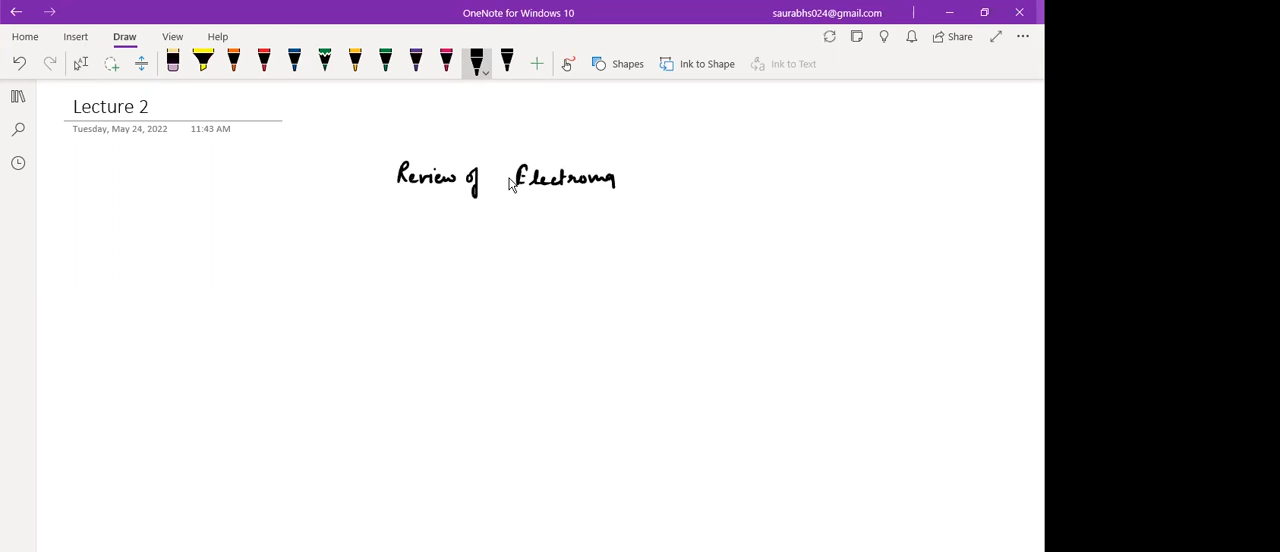 OneNote for Windows 10
saurabhs024@gmail.com
Home Insert Draw View Help
Share
Shapes Ink to Shape Ink to Text
Lecture 2
Tuesday, May 24, 2022 11:43 AM
Review of Electroma